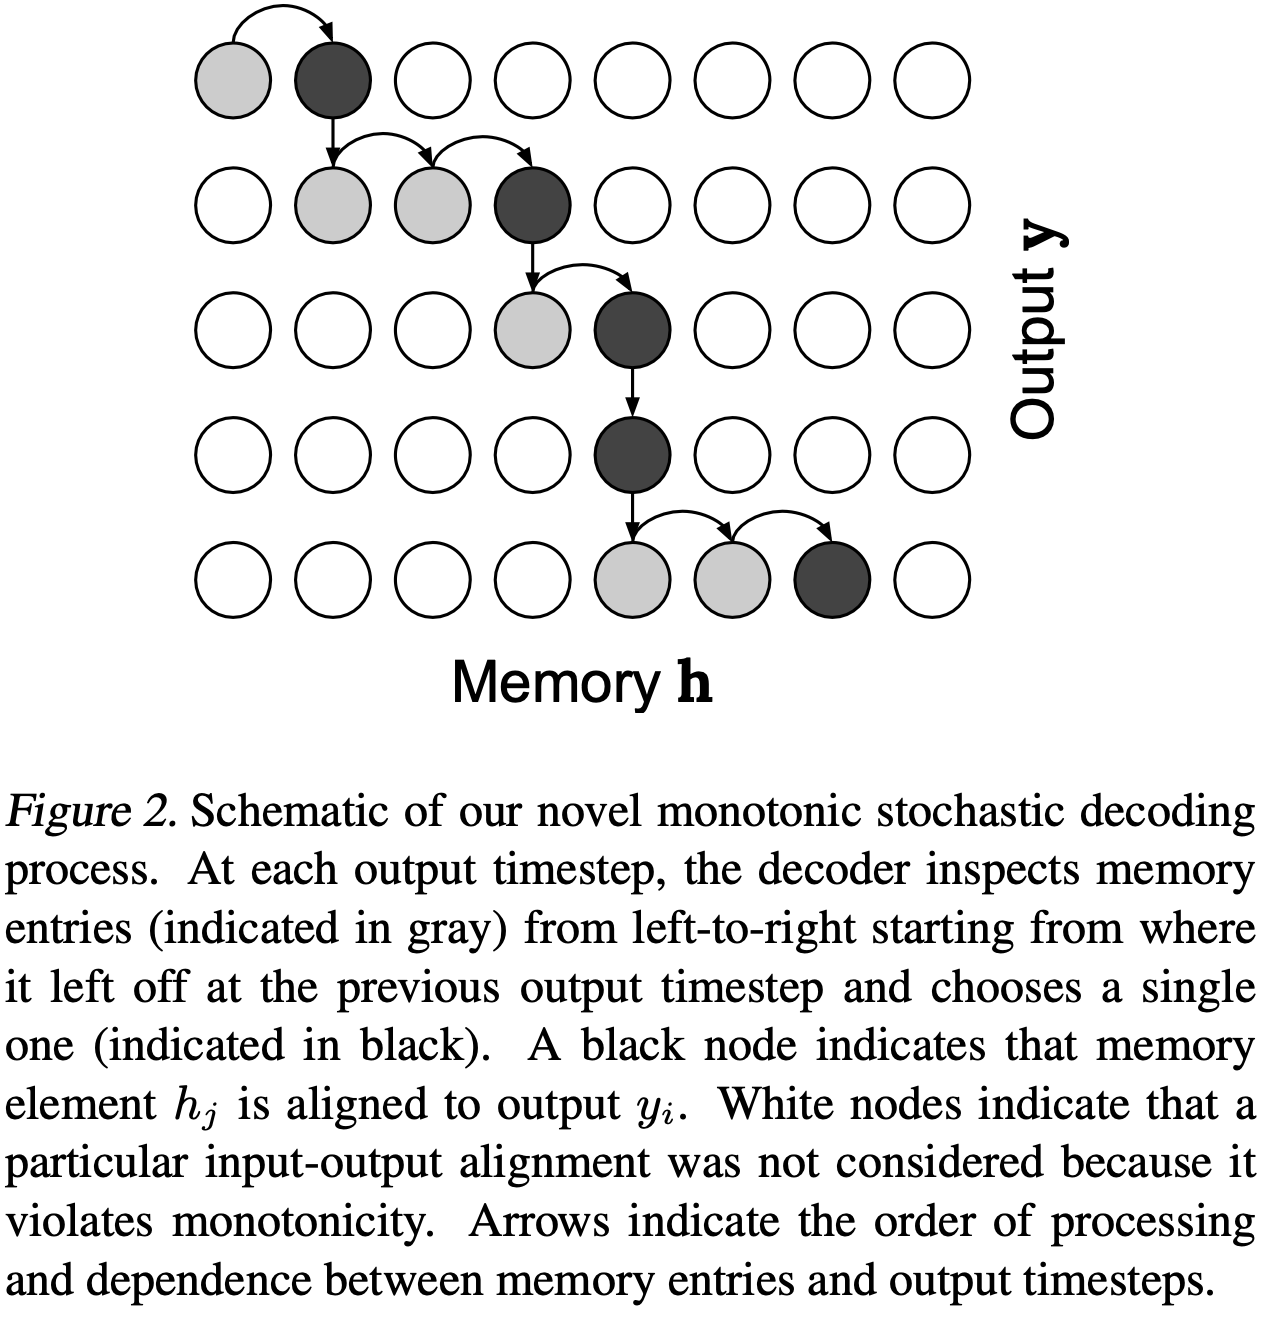 Output y
Memory h
Figure 2. Schematic of our novel monotonic stochastic decoding
process. At each output timestep, the decoder inspects memory
entries (indicated in gray) from left-to-right starting from where
it left off at the previous output timestep and chooses a single
one (indicated in black). A black node indicates that memory
element h_j is aligned to output y_i. White nodes indicate that a
particular input-output alignment was not considered because it
violates monotonicity. Arrows indicate the order of processing
and dependence between memory entries and output timesteps.